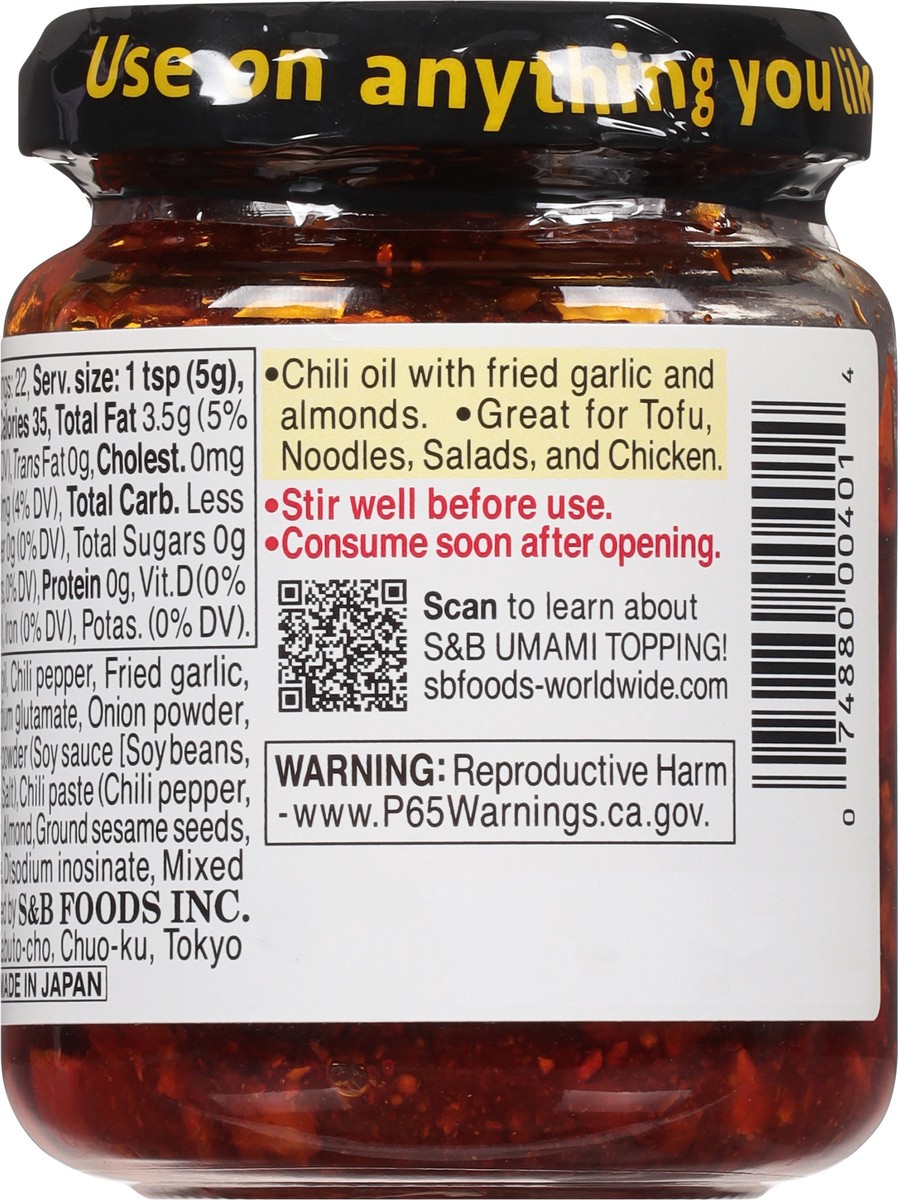 Use on anything you lik
22, Serv. size: 1 tsp (5g),
Calories 35, Total Fat 3.5g (5%
Trans Fat 0g, Cholest. 0mg
(4% DV), Total Carb. Less
0g (0% DV), Total Sugars 0g
0% DV), Protein 0g, Vit.D (0%
Iron (0% DV), Potas. (0% DV).
Chili pepper, Fried garlic,
glutamate, Onion powder,
powder (Soy sauce [Soybeans,
Salt), Chili paste (Chili pepper,
Almond, Ground sesame seeds,
Disodium inosinate, Mixed
by S&B FOODS INC.
buto-cho, Chuo-ku, Tokyo
MADE IN JAPAN
•Chili oil with fried garlic and
almonds. •Great for Tofu,
Noodles, Salads, and Chicken.
•Stir well before use.
•Consume soon after opening.
Scan to learn about
S&B UMAMI TOPPING!
sbfoods-worldwide.com
WARNING: Reproductive Harm
-www.P65Warnings.ca.gov.
0 74880 00401 4